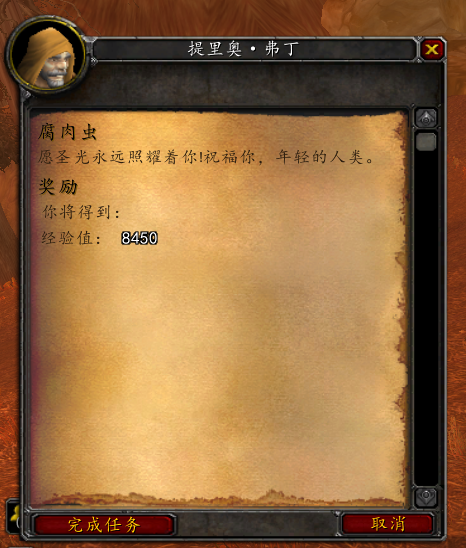 提里奥·弗丁
腐肉虫
愿圣光永远照耀着你!祝福你，年轻的人类。
奖励
你将得到：
经验值： 8450
完成任务
取消